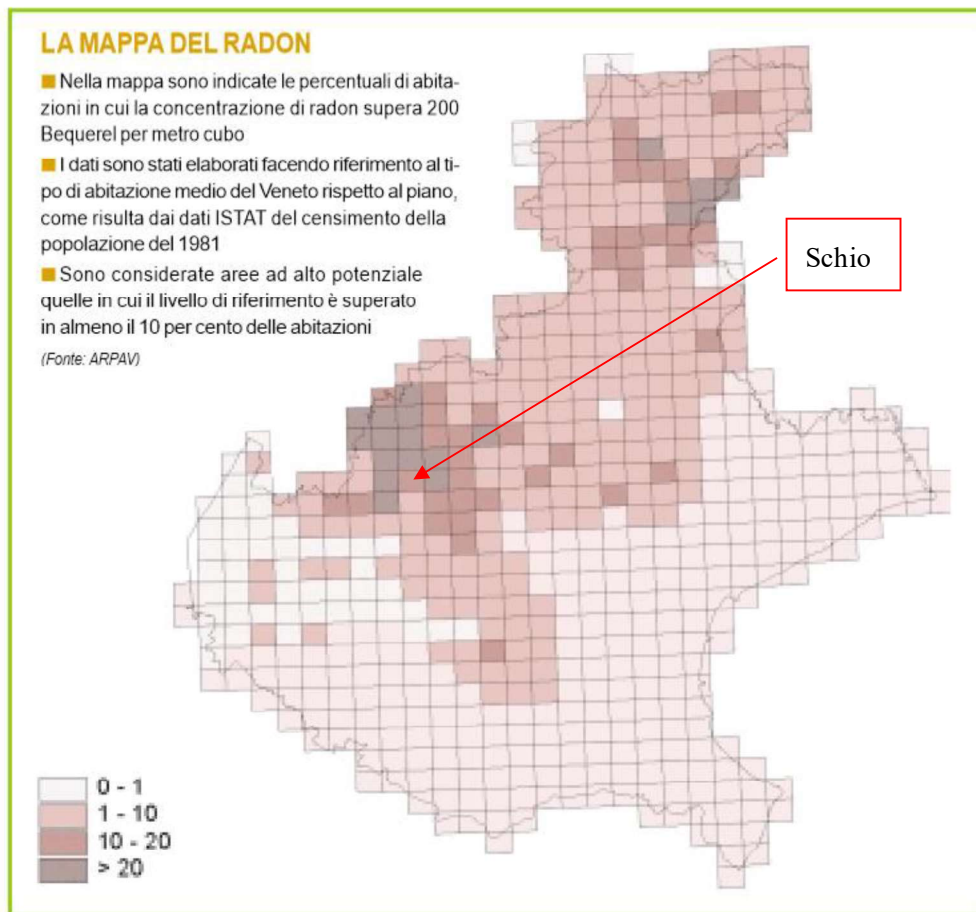 LA MAPPA DEL RADON
■ Nella mappa sono indicate le percentuali di abita-
zioni in cui la concentrazione di radon supera 200
Bequerel per metro cubo
■ I dati sono stati elaborati facendo riferimento al ti-
po di abitazione medio del Veneto rispetto al piano,
come risulta dai dati ISTAT del censimento della
popolazione del 1981
■ Sono considerate aree ad alto potenziale
quelle in cui il livello di riferimento è superato
in almeno il 10 per cento delle abitazioni
(Fonte: ARPAV)
Schio
0 - 1
1 - 10
10 - 20
> 20